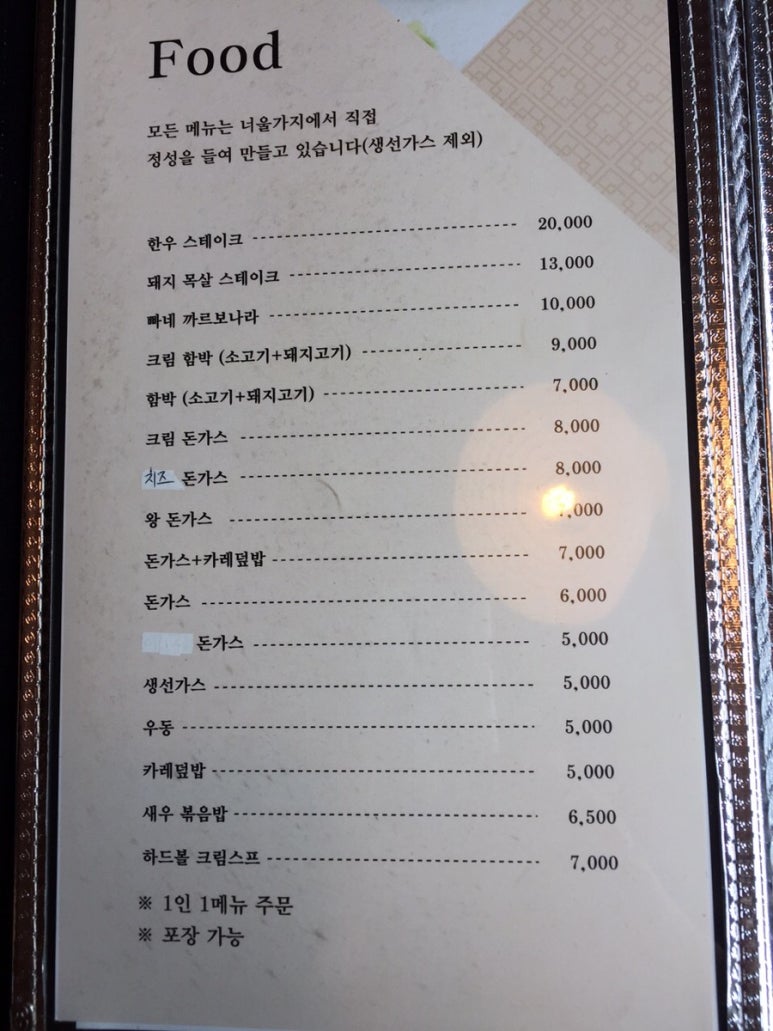 Food
모든 메뉴는 너울가지에서 직접
정성을 들여 만들고 있습니다(생선가스 제외)
한우 스테이크 20,000
돼지 목살 스테이크 13,000
빠네 까르보나라 10,000
크림 함박 (소고기+돼지고기) 9,000
함박 (소고기+돼지고기) 7,000
크림 돈가스 8,000
치즈 돈가스 8,000
왕 돈가스
돈가스+카레덮밥 7,000
돈가스 6,000
돈가스 5,000
생선가스 5,000
우동 5,000
카레덮밥 5,000
새우 볶음밥 6,500
하드볼 크림스프 7,000
※ 1인 1메뉴 주문
※ 포장 가능